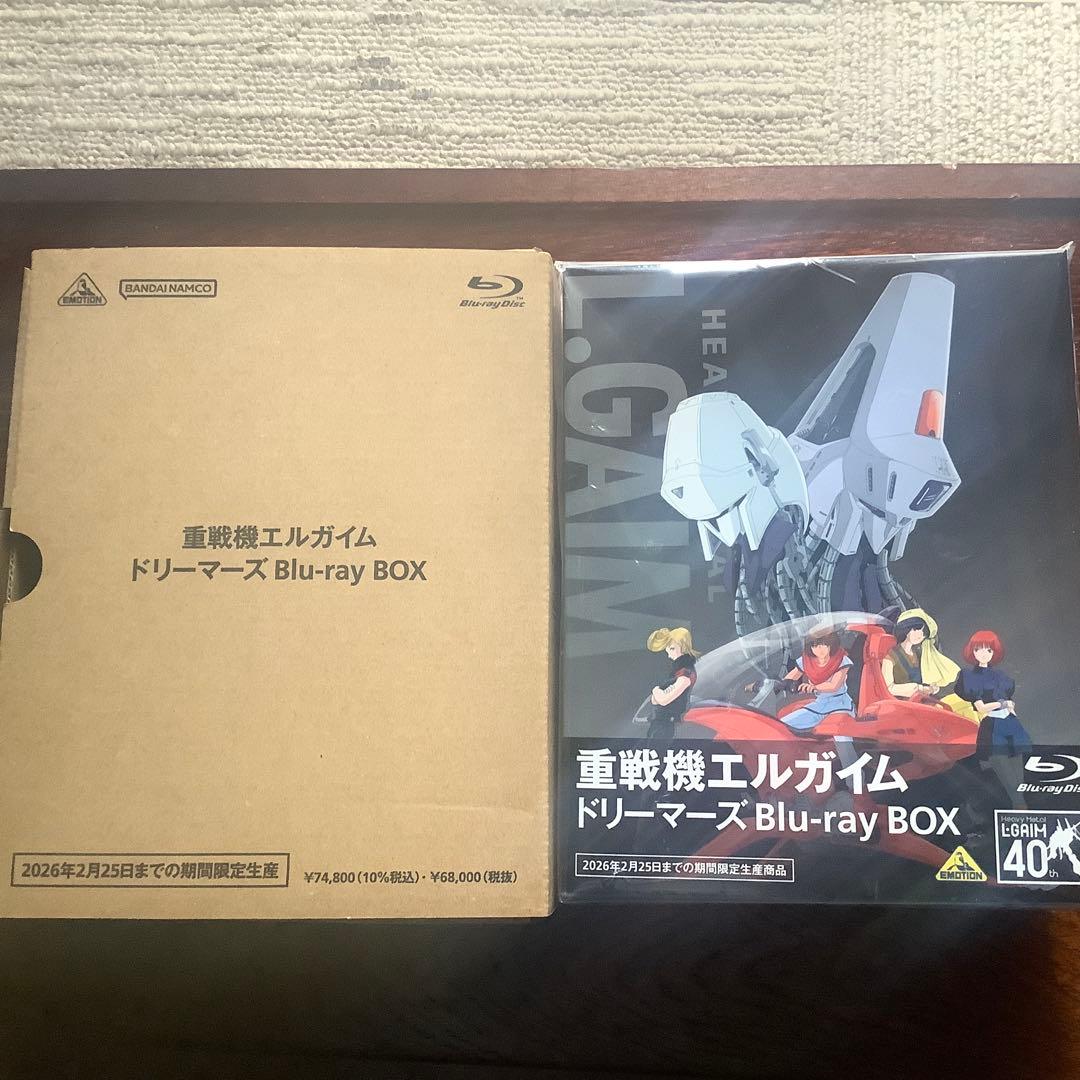 EMOTION
BANDAI NAMCO
Blu-ray Disc™
重戦機エルガイム
ドリーマーズ Blu-ray BOX
2026年2月25日までの期間限定生産
¥74,800(10%税込)・¥68,000(税抜)
L.GAIM
HEA
AL
重戦機エルガイム
ドリーマーズ Blu-ray BOX
2026年2月25日までの期間限定生産商品
Blu-ray Dis
EMOTION
Heavy Metal
L-GAIM
40th